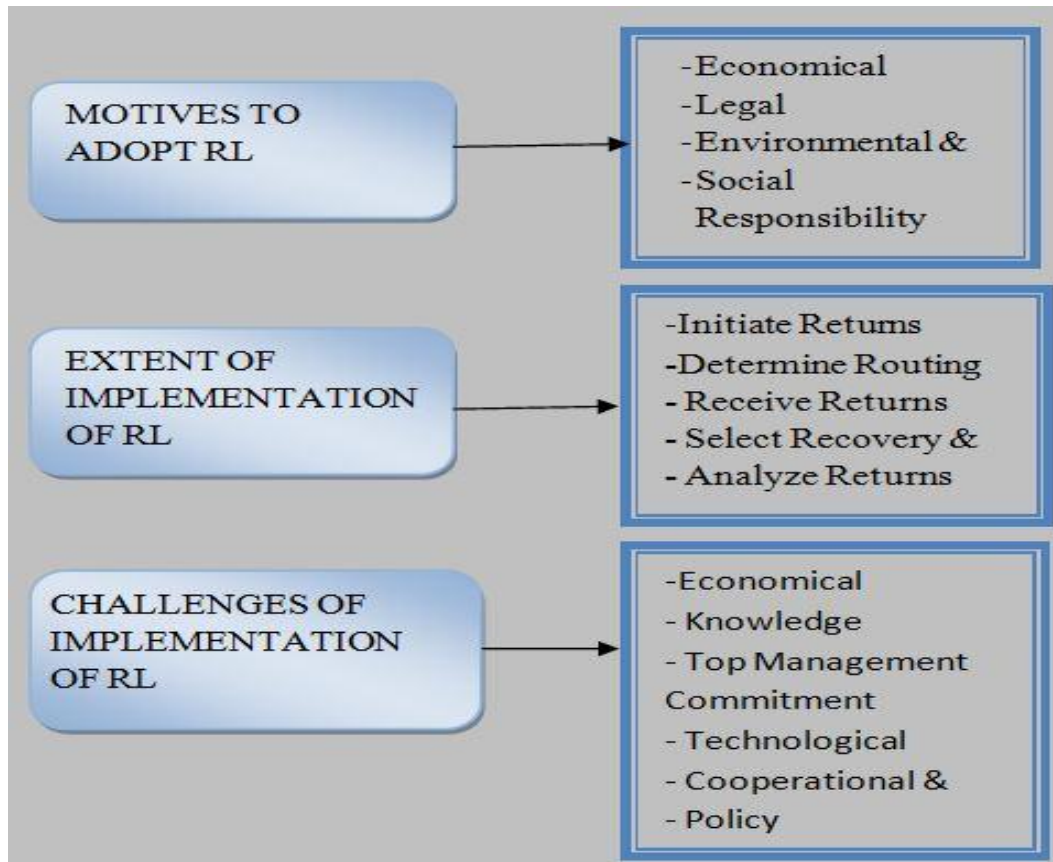 MOTIVES TO
ADOPT RL
-Economical
-Legal
-Environmental &
-Social
Responsibility
EXTENT OF
IMPLEMENTATION
OF RL
-Initiate Returns
-Determine Routing
- Receive Returns
- Select Recovery &
- Analyze Returns
CHALLENGES OF
IMPLEMENTATION
OF RL
-Economical
- Knowledge
- Top Management
Commitment
- Technological
- Cooperational &
- Policy